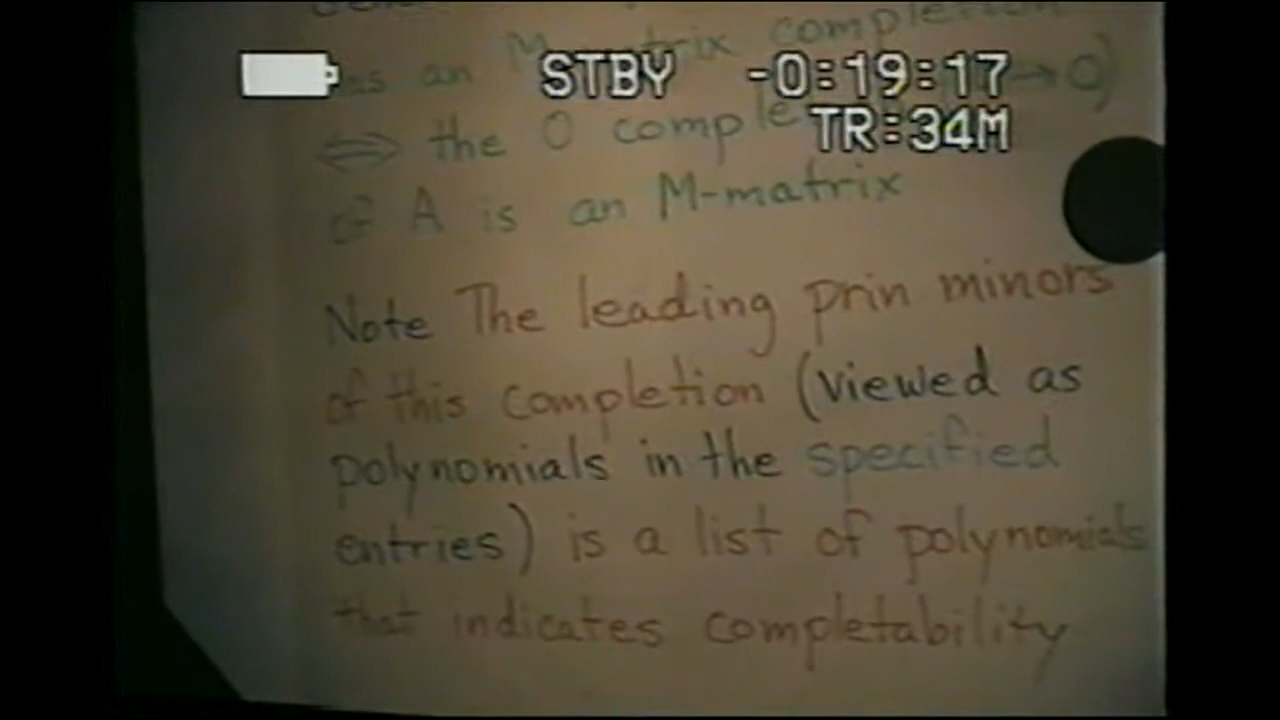 as an M-matrix completion
STBY -0:19:17 → 0)
⇔ the 0 comple
TR:34M
of A is an M-matrix
Note The leading prin minors
of this completion (viewed as
polynomials in the specified
entries) is a list of polynomials
that indicates completability